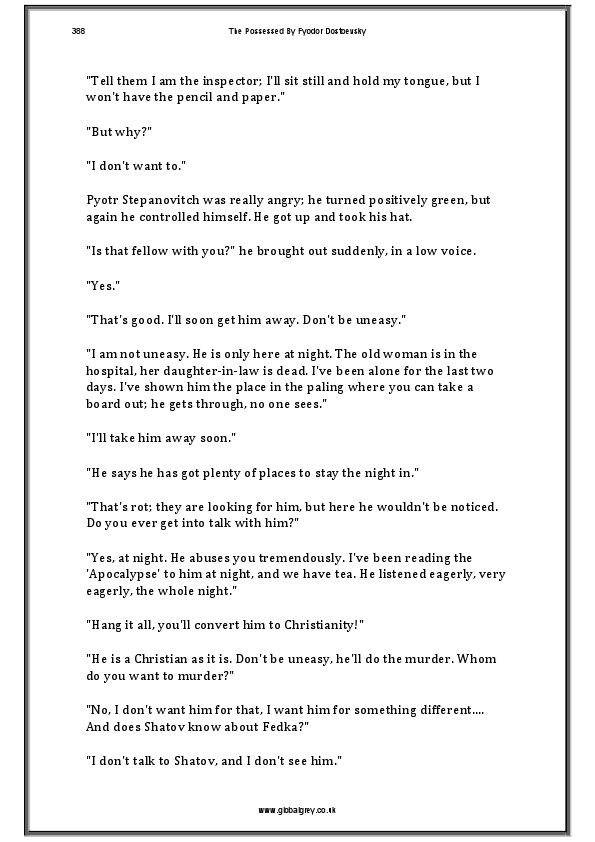 388 The Possessed By Fyodor Dostoevsky
"Tell them I am the inspector; I'll sit still and hold my tongue, but I
won't have the pencil and paper."
"But why?"
"I don't want to."
Pyotr Stepanovitch was really angry; he turned positively green, but
again he controlled himself. He got up and took his hat.
"Is that fellow with you?" he brought out suddenly, in a low voice.
"Yes."
"That's good. I'll soon get him away. Don't be uneasy."
"I am not uneasy. He is only here at night. The old woman is in the
hospital, her daughter-in-law is dead. I've been alone for the last two
days. I've shown him the place in the paling where you can take a
board out; he gets through, no one sees."
"I'll take him away soon."
"He says he has got plenty of places to stay the night in."
"That's rot; they are looking for him, but here he wouldn't be noticed.
Do you ever get into talk with him?"
"Yes, at night. He abuses you tremendously. I've been reading the
'Apocalypse' to him at night, and we have tea. He listened eagerly, very
eagerly, the whole night."
"Hang it all, you'll convert him to Christianity!"
"He is a Christian as it is. Don't be uneasy, he'll do the murder. Whom
do you want to murder?"
"No, I don't want him for that, I want him for something different....
And does Shatov know about Fedka?"
"I don't talk to Shatov, and I don't see him."
www.globalgrey.co.uk